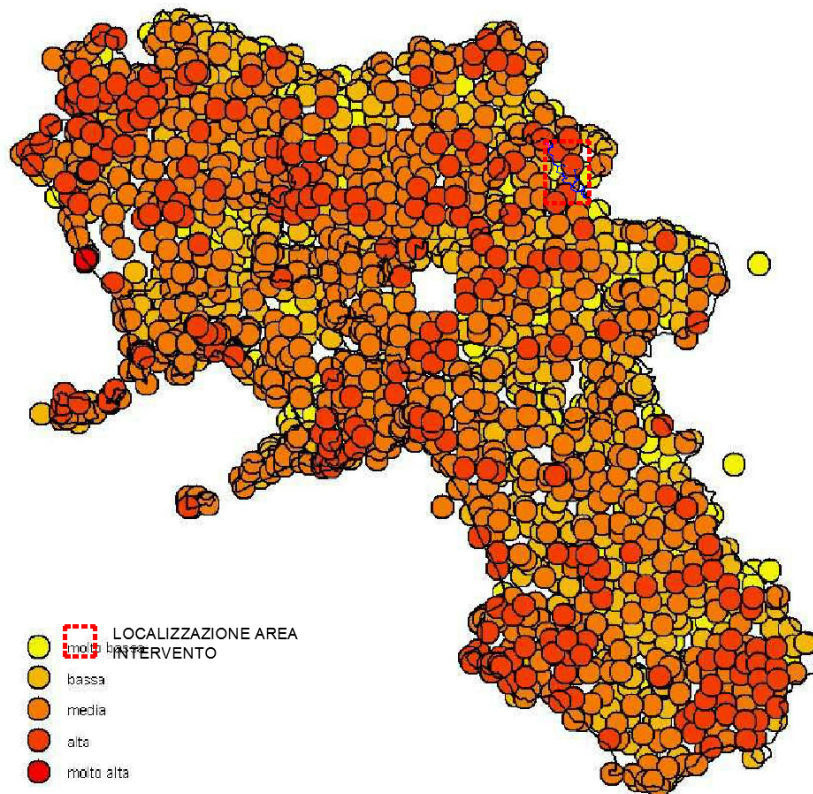 LOCALIZZAZIONE AREA
INTERVENTO
molto bassa
bassa
media
alta
molto alta